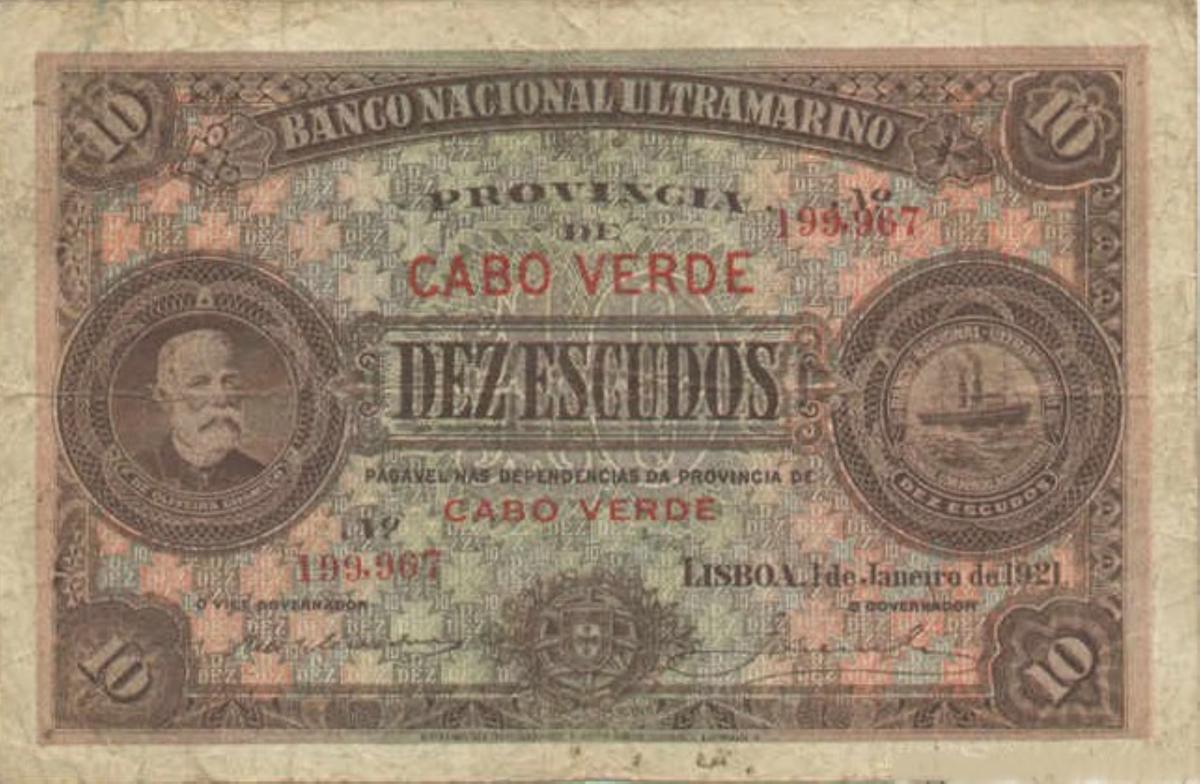 10
BANCO NACIONAL ULTRAMARINO
10
PROVINCIA
Nº
199,967
DE
CABO VERDE
DEZ ESCUDOS
DEZ ESCUDOS
PAGAVEL NAS DEPENDENCIAS DA PROVINCIA DE
CABO VERDE
Nº
199,967
LISBOA, 1 de Janeiro de 1921.
O VICE GOVERNADOR
O GOVERNADOR
10
10